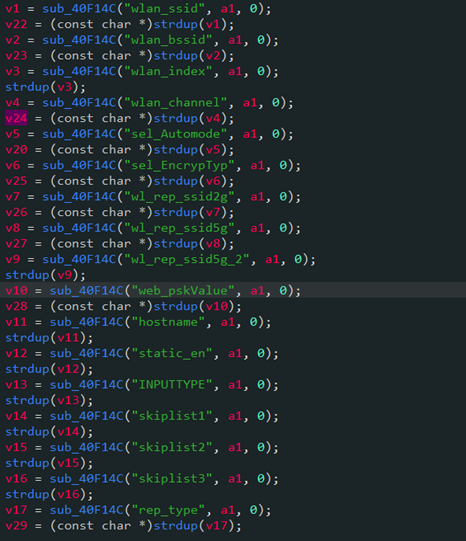 v1 = sub_40F14C("wlan_ssid", a1, 0);
v22 = (const char *)strdup(v1);
v2 = sub_40F14C("wlan_bssid", a1, 0);
v23 = (const char *)strdup(v2);
v3 = sub_40F14C("wlan_index", a1, 0);
strdup(v3);
v4 = sub_40F14C("wlan_channel", a1, 0);
v24 = (const char *)strdup(v4);
v5 = sub_40F14C("sel_Automode", a1, 0);
v20 = (const char *)strdup(v5);
v6 = sub_40F14C("sel_EncrypTyp", a1, 0);
v25 = (const char *)strdup(v6);
v7 = sub_40F14C("wl_rep_ssid2g", a1, 0);
v26 = (const char *)strdup(v7);
v8 = sub_40F14C("wl_rep_ssid5g", a1, 0);
v27 = (const char *)strdup(v8);
v9 = sub_40F14C("wl_rep_ssid5g_2", a1, 0);
strdup(v9);
v10 = sub_40F14C("web_pskValue", a1, 0);
v28 = (const char *)strdup(v10);
v11 = sub_40F14C("hostname", a1, 0);
strdup(v11);
v12 = sub_40F14C("static_en", a1, 0);
strdup(v12);
v13 = sub_40F14C("INPUTTYPE", a1, 0);
strdup(v13);
v14 = sub_40F14C("skiplist1", a1, 0);
strdup(v14);
v15 = sub_40F14C("skiplist2", a1, 0);
strdup(v15);
v16 = sub_40F14C("skiplist3", a1, 0);
strdup(v16);
v17 = sub_40F14C("rep_type", a1, 0);
v29 = (const char *)strdup(v17);